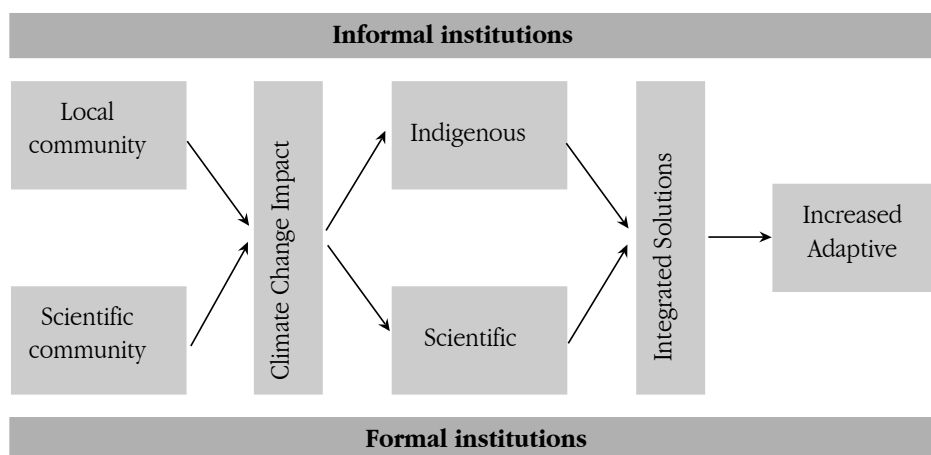 Informal institutions
Local
community
Scientific
community
Climate Change Impact
Indigenous
Scientific
Integrated Solutions
Increased
Adaptive
Formal institutions